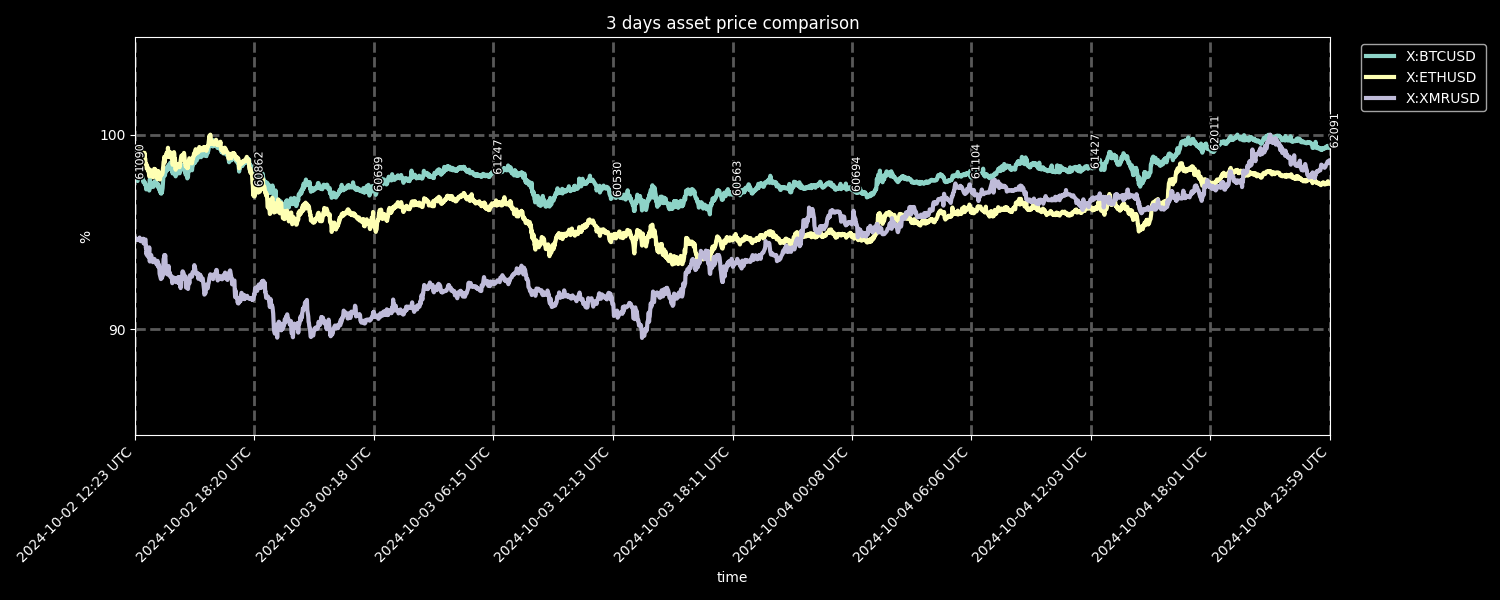 3 days asset price comparison
X:BTCUSD
X:ETHUSD
X:XMRUSD
%
100
90
61090
60862
60699
61247
60530
60563
60694
61104
61427
62011
62091
2024-10-02 12:23 UTC
2024-10-02 18:20 UTC
2024-10-03 00:18 UTC
2024-10-03 06:15 UTC
2024-10-03 12:13 UTC
2024-10-03 18:11 UTC
2024-10-04 00:08 UTC
2024-10-04 06:06 UTC
2024-10-04 12:03 UTC
2024-10-04 18:01 UTC
2024-10-04 23:59 UTC
time